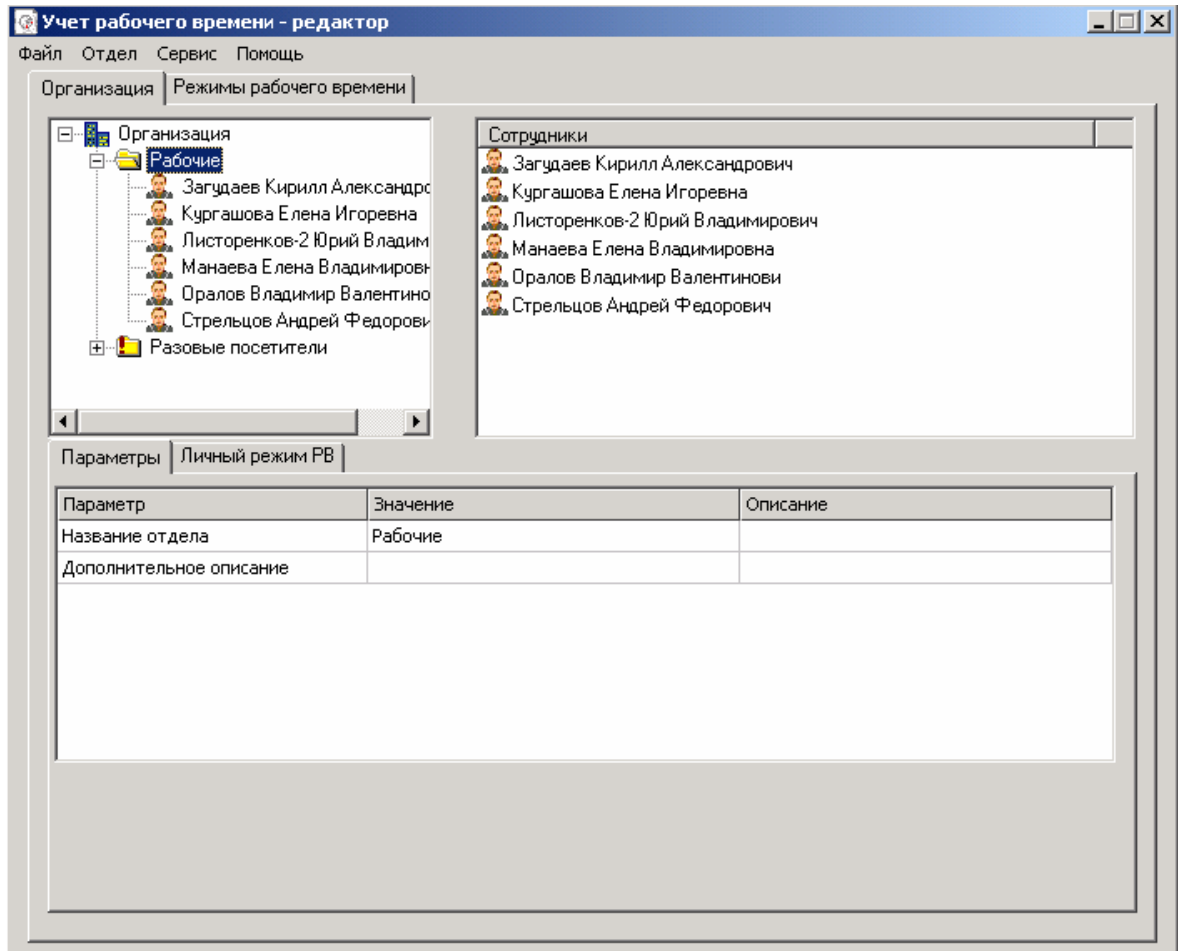 Учет рабочего времени - редактор
Файл Отдел Сервис Помощь
Организация Режимы рабочего времени
Организация
Рабочие
Загудаев Кирилл Александро
Кургашова Елена Игоревна
Листоренков-2 Юрий Владим
Манаева Елена Владимировн
Оралов Владимир Валентино
Стрельцов Андрей Федорови
Разовые посетители
Сотрудники
Загудаев Кирилл Александрович
Кургашова Елена Игоревна
Листоренков-2 Юрий Владимирович
Манаева Елена Владимировна
Оралов Владимир Валентинови
Стрельцов Андрей Федорович
Параметры Личный режим РВ
Параметр Значение Описание
Название отдела Рабочие
Дополнительное описание